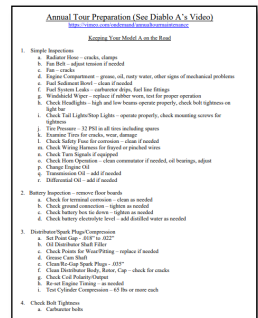 Annual Tour Preparation (See Diablo A's Video)
https://vimeo.com/ondemand/annualtourmaintenance
Keeping Your Model A on the Road
1. Simple Inspections
a. Radiator Hose – cracks, clamps
b. Fan Belt – adjust tension if needed
c. Fan – cracks
d. Engine Compartment – grease, oil, rusty water, other signs of mechanical problems
e. Fuel Sediment Bowl – clean if needed
f. Fuel System Leaks – carburetor drips, fuel line fittings
g. Windshield Wiper – replace if rubber worn, test for proper operation
h. Check Headlights – high and low beams operate properly, check bolt tightness on
light bar
i. Check Tail Lights/Stop Lights – operate properly, check mounting screws for
tightness
j. Tire Pressure – 32 PSI in all tires including spares
k. Examine Tires for cracks, wear, damage
l. Check Safety Fuse for corrosion – clean if needed
m. Check Wiring Harness for frayed or pinched wires
n. Check Turn Signals if equipped
o. Check Horn Operation – clean commutator if needed, oil bearings, adjust
p. Change Engine Oil
q. Transmission Oil – add if needed
r. Differential Oil – add if needed
2. Battery Inspection – remove floor boards
a. Check for terminal corrosion – clean as needed
b. Check ground connection – tighten as needed
c. Check battery box tie down – tighten as needed
d. Check battery electrolyte level – add distilled water as needed
3. Distributor/Spark Plugs/Compression
a. Set Point Gap - .018" to .022"
b. Oil Distributor Shaft Filler
c. Check Points for Wear/Pitting – replace if needed
d. Grease Cam Shaft
e. Clean/Re-Gap Spark Plugs - .035"
f. Clean Distributor Body, Rotor, Cap – check for cracks
g. Check Coil Polarity/Output
h. Re-set Engine Timing – as needed
i. Test Cylinder Compression – 65 lbs or more each
4. Check Bolt Tightness
a. Carburetor bolts